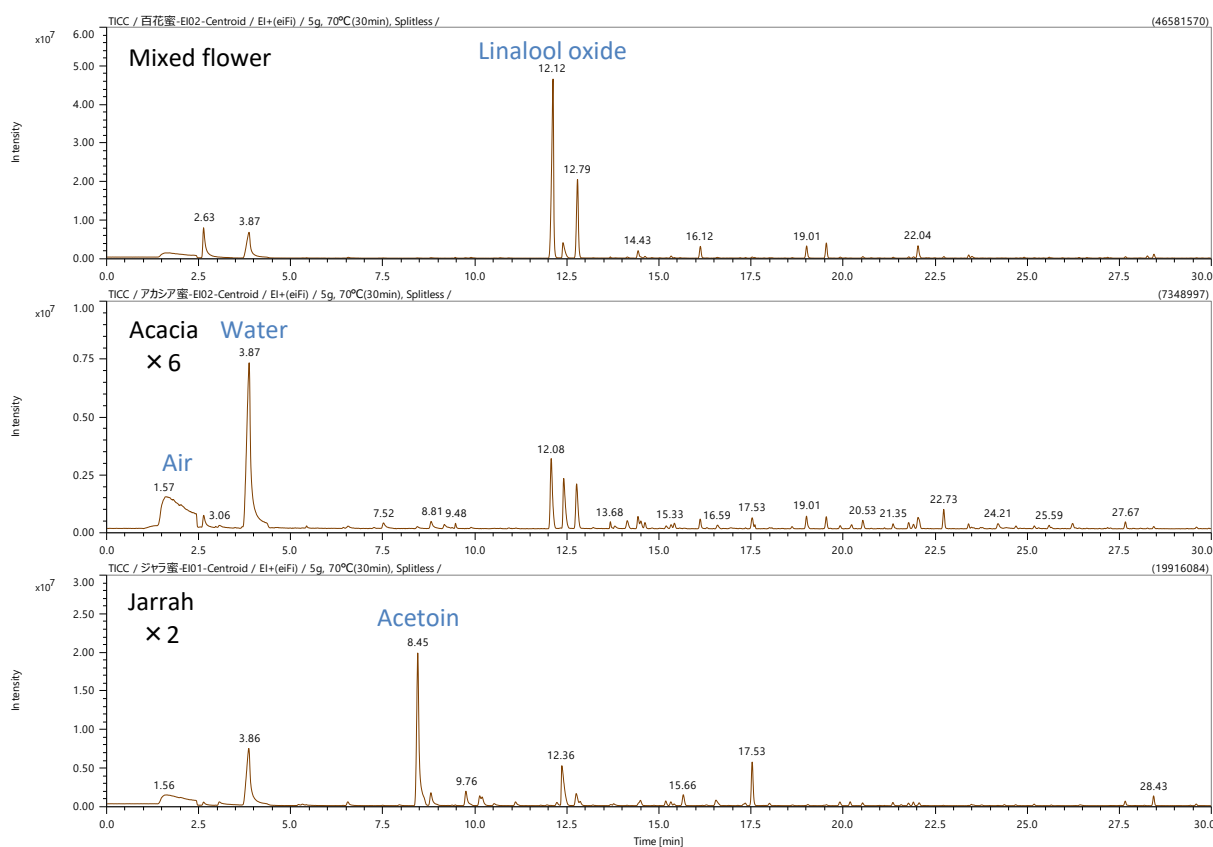 TICC / 百花蜜-EI02-Centroid / EI+(eiFi) / 5g, 70℃(30min), Splitless / (46581570)
x10⁷
6.00
5.00
4.00
3.00
2.00
1.00
0.00
Intensity
Mixed flower
Linalool oxide
2.63
3.87
12.12
12.79
14.43
16.12
19.01
22.04
0.0 2.5 5.0 7.5 10.0 12.5 15.0 17.5 20.0 22.5 25.0 27.5 30.0
TICC / アカシア蜜-EI02-Centroid / EI+(eiFi) / 5g, 70℃(30min), Splitless / (7348997)
x10⁷
1.00
0.75
0.50
0.25
0.00
Intensity
Acacia
×6
Water
Air
1.57
3.06
3.87
7.52
8.81
9.48
12.08
13.68
15.33
16.59
17.53
19.01
20.53
21.35
22.73
24.21
25.59
27.67
0.0 2.5 5.0 7.5 10.0 12.5 15.0 17.5 20.0 22.5 25.0 27.5 30.0
TICC / ジャラ蜜-EI01-Centroid / EI+(eiFi) / 5g, 70℃(30min), Splitless / (19916084)
x10⁷
3.00
2.50
2.00
1.50
1.00
0.50
0.00
Intensity
Jarrah
×2
Acetoin
1.56
3.86
8.45
9.76
12.36
15.66
17.53
28.43
0.0 2.5 5.0 7.5 10.0 12.5 15.0 17.5 20.0 22.5 25.0 27.5 30.0
Time [min]